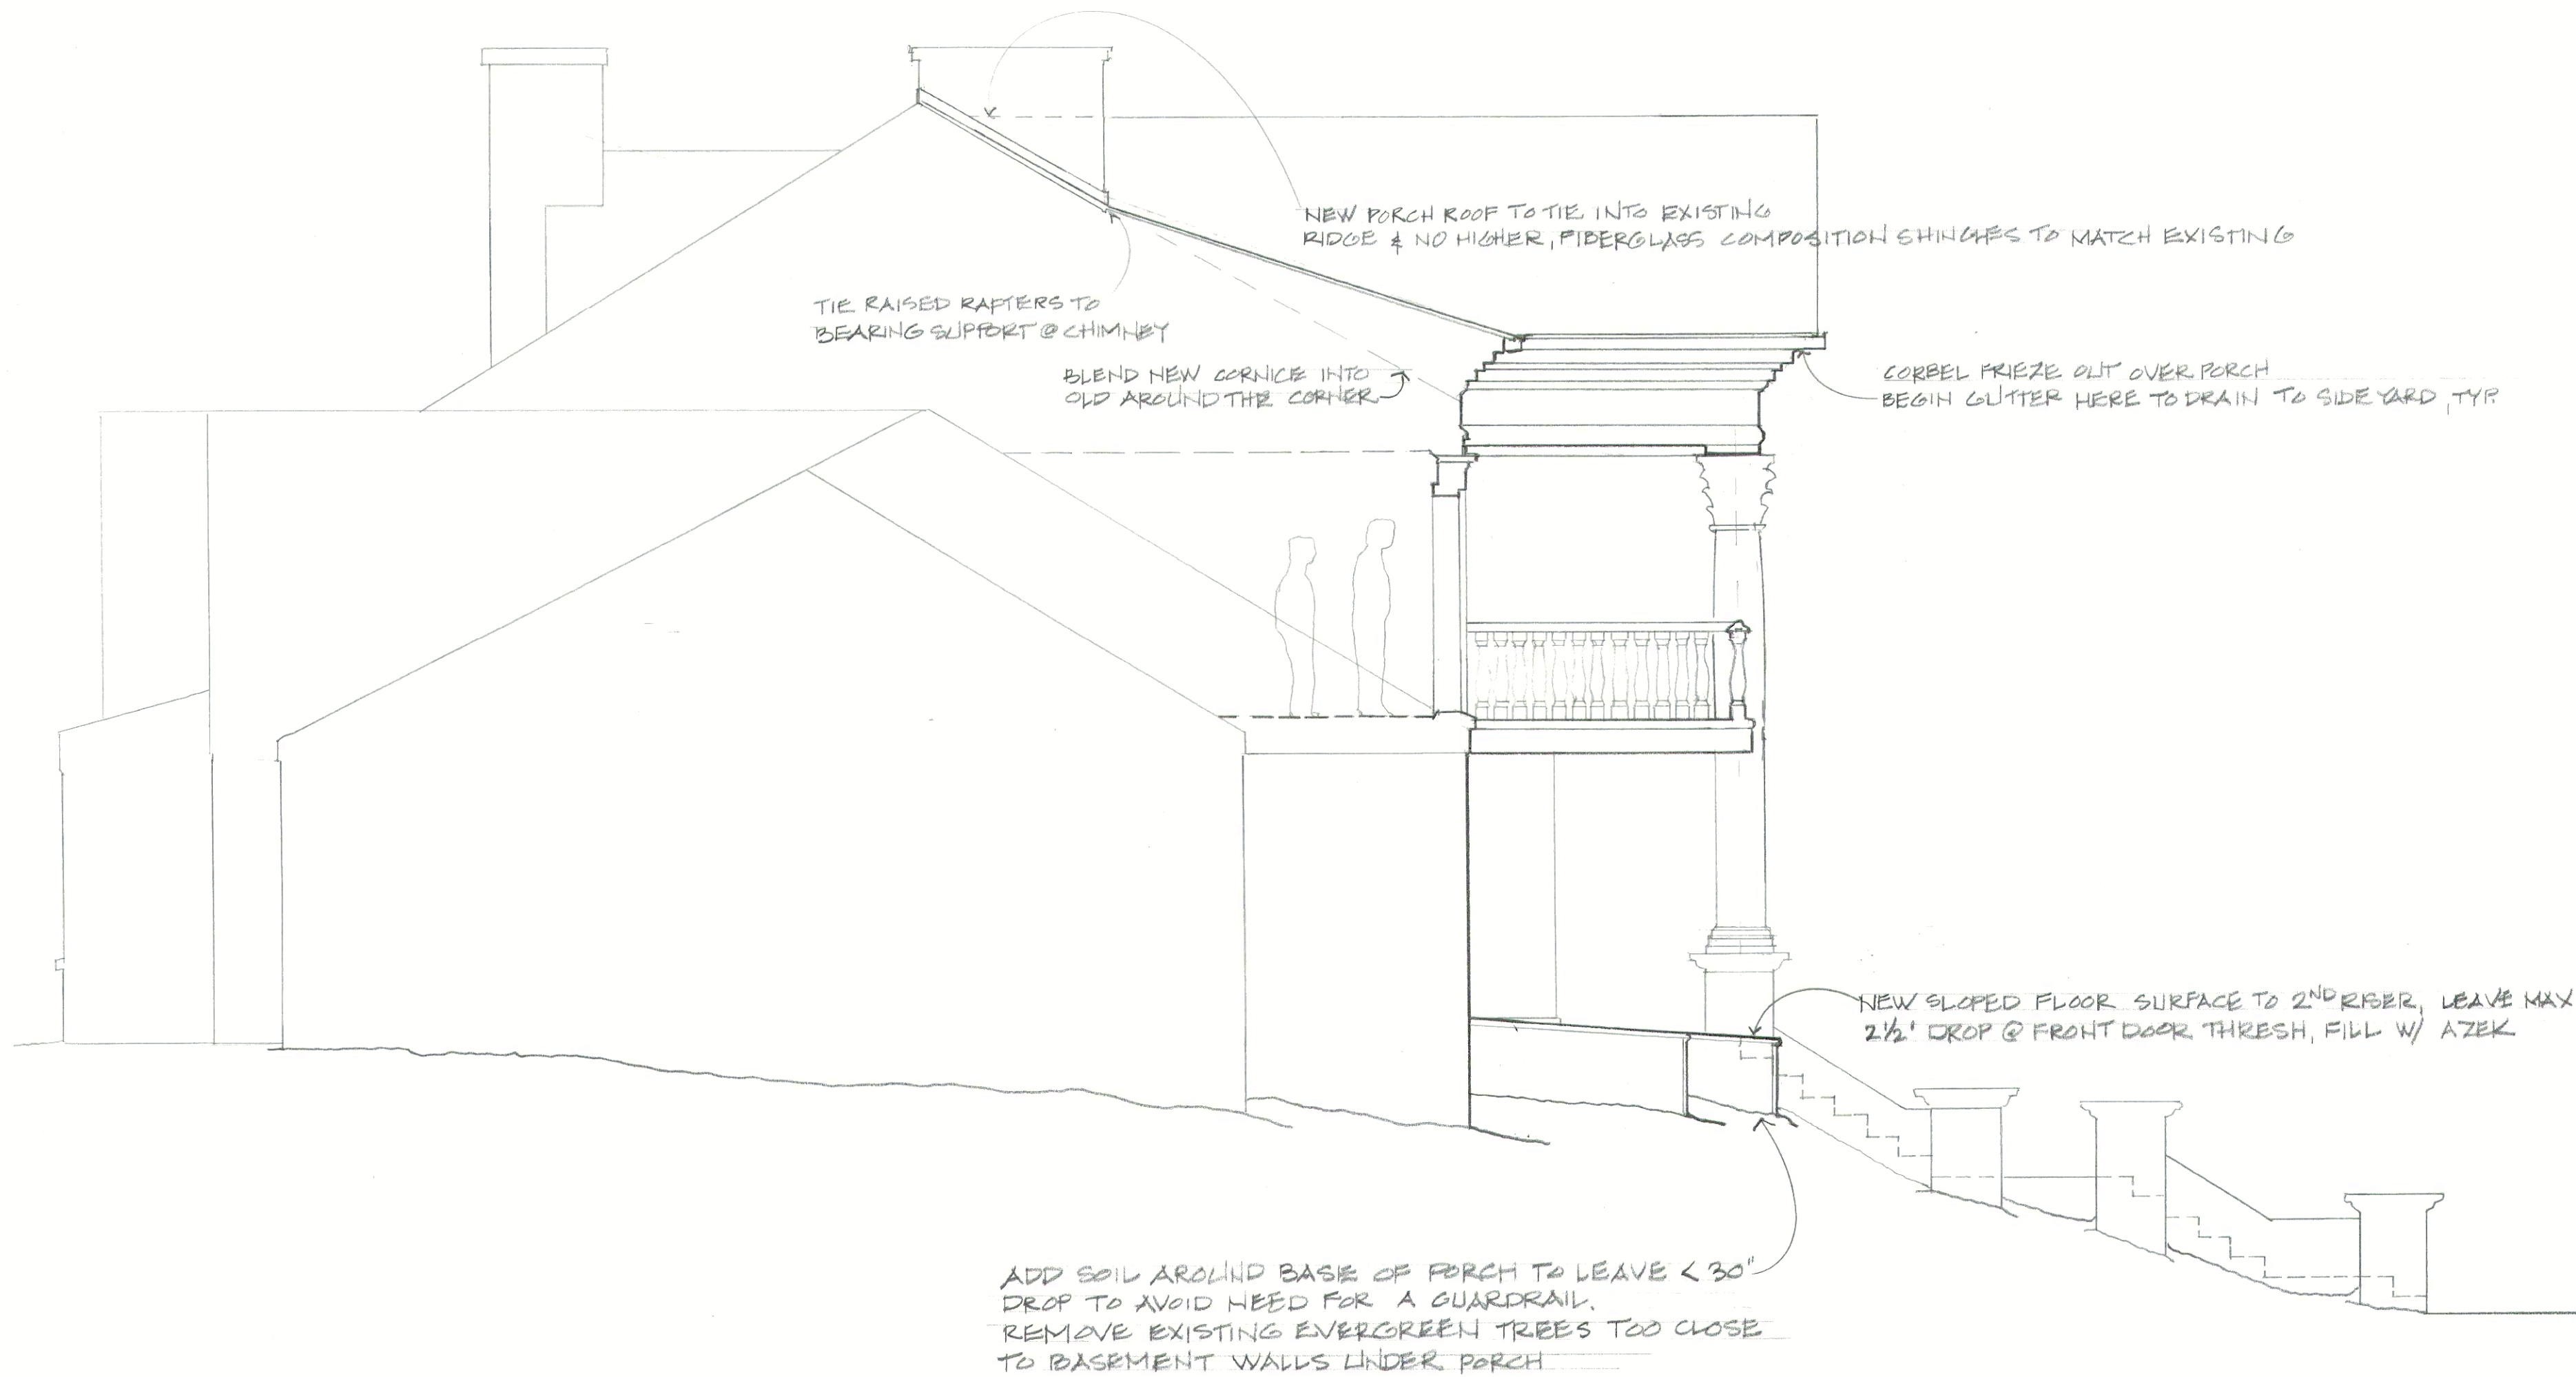 NEW PORCH ROOF TO TIE INTO EXISTING
RIDGE & NO HIGHER, FIBERGLASS COMPOSITION SHINGLES TO MATCH EXISTING
TIE RAISED RAFTERS TO
BEARING SUPPORT @ CHIMNEY
BLEND NEW CORNICE INTO
OLD AROUND THE CORNER
CORBEL FRIEZE OUT OVER PORCH
BEGIN GUTTER HERE TO DRAIN TO SIDE YARD, TYP.
NEW SLOPED FLOOR SURFACE TO 2ND RISER, LEAVE MAX
2½" DROP @ FRONT DOOR THRESH, FILL W/ AZEK
ADD SOIL AROUND BASE OF PORCH TO LEAVE < 30"
DROP TO AVOID NEED FOR A GUARDRAIL.
REMOVE EXISTING EVERGREEN TREES TOO CLOSE
TO BASEMENT WALLS UNDER PORCH